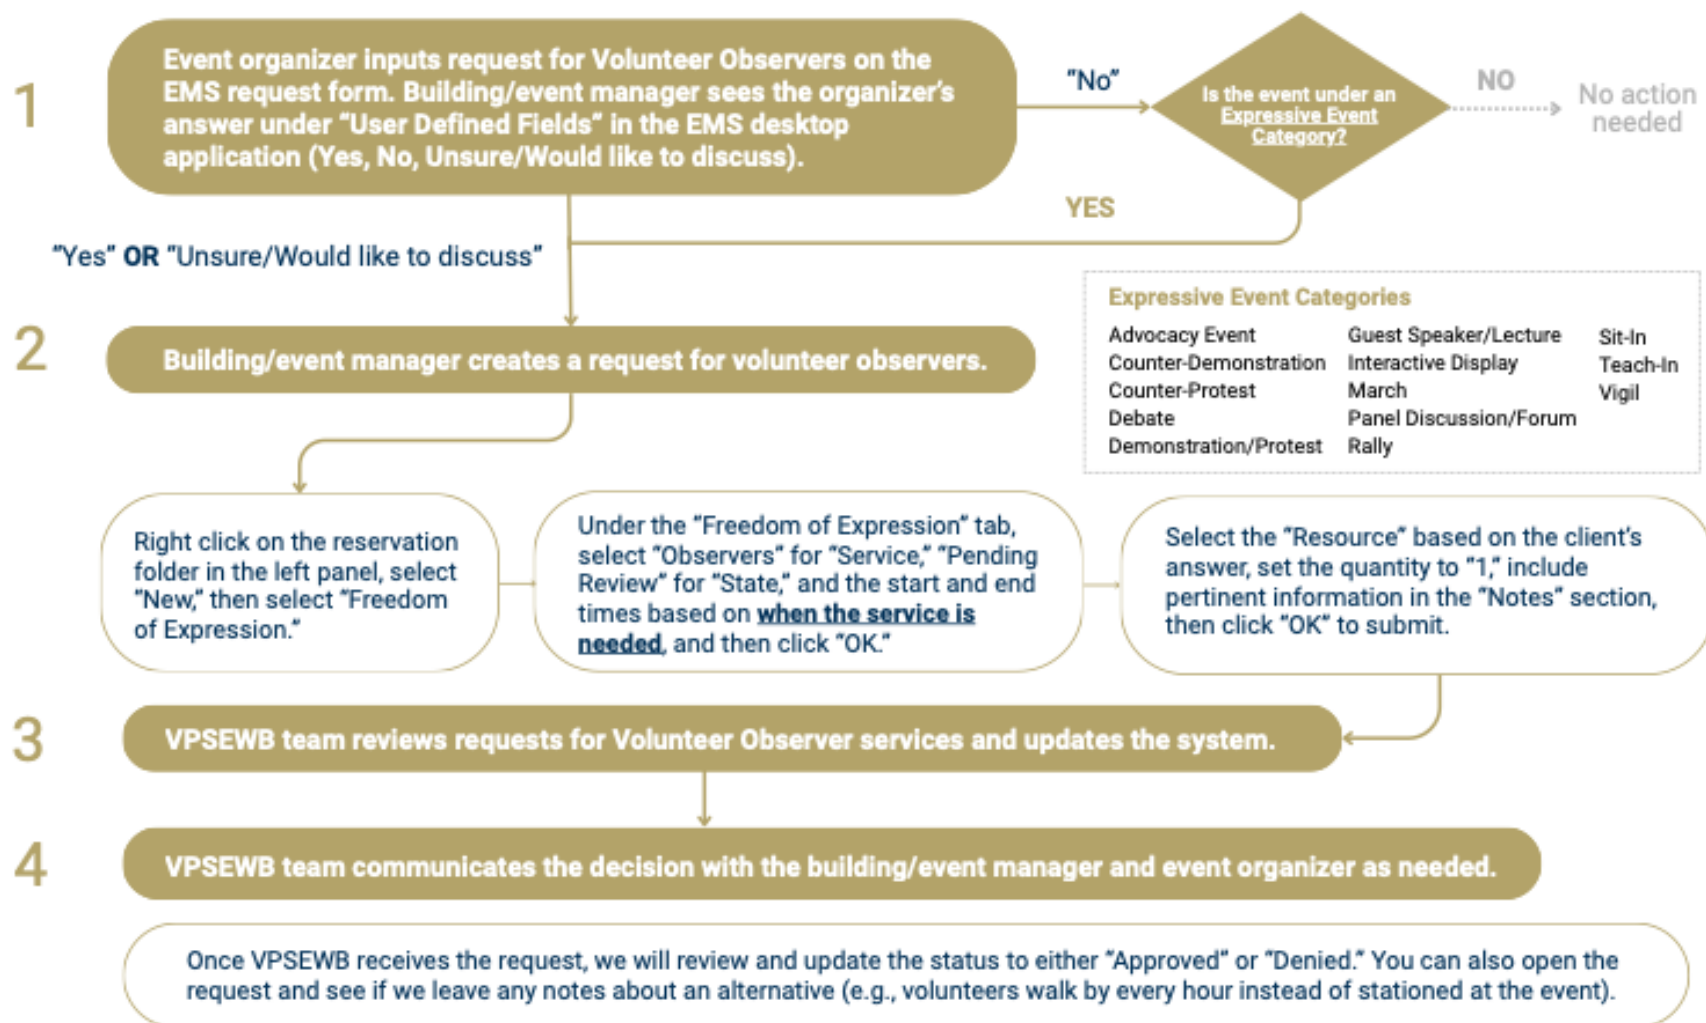 1
Event organizer inputs request for Volunteer Observers on the
EMS request form. Building/event manager sees the organizer's
answer under “User Defined Fields” in the EMS desktop
application (Yes, No, Unsure/Would like to discuss).
“No”
Is the event under an
Expressive Event
Category?
NO
No action
needed
YES
“Yes” OR “Unsure/Would like to discuss”
Expressive Event Categories
Advocacy Event
Counter-Demonstration
Counter-Protest
Debate
Demonstration/Protest
Guest Speaker/Lecture
Interactive Display
March
Panel Discussion/Forum
Rally
Sit-In
Teach-In
Vigil
2
Building/event manager creates a request for volunteer observers.
Right click on the reservation
folder in the left panel, select
“New,” then select “Freedom
of Expression.”
Under the “Freedom of Expression” tab,
select “Observers” for “Service,” “Pending
Review” for “State,” and the start and end
times based on when the service is
needed, and then click “OK.”
Select the “Resource” based on the client's
answer, set the quantity to “1,” include
pertinent information in the “Notes” section,
then click “OK” to submit.
3
VPSEWB team reviews requests for Volunteer Observer services and updates the system.
4
VPSEWB team communicates the decision with the building/event manager and event organizer as needed.
Once VPSEWB receives the request, we will review and update the status to either “Approved” or “Denied.” You can also open the
request and see if we leave any notes about an alternative (e.g., volunteers walk by every hour instead of stationed at the event).